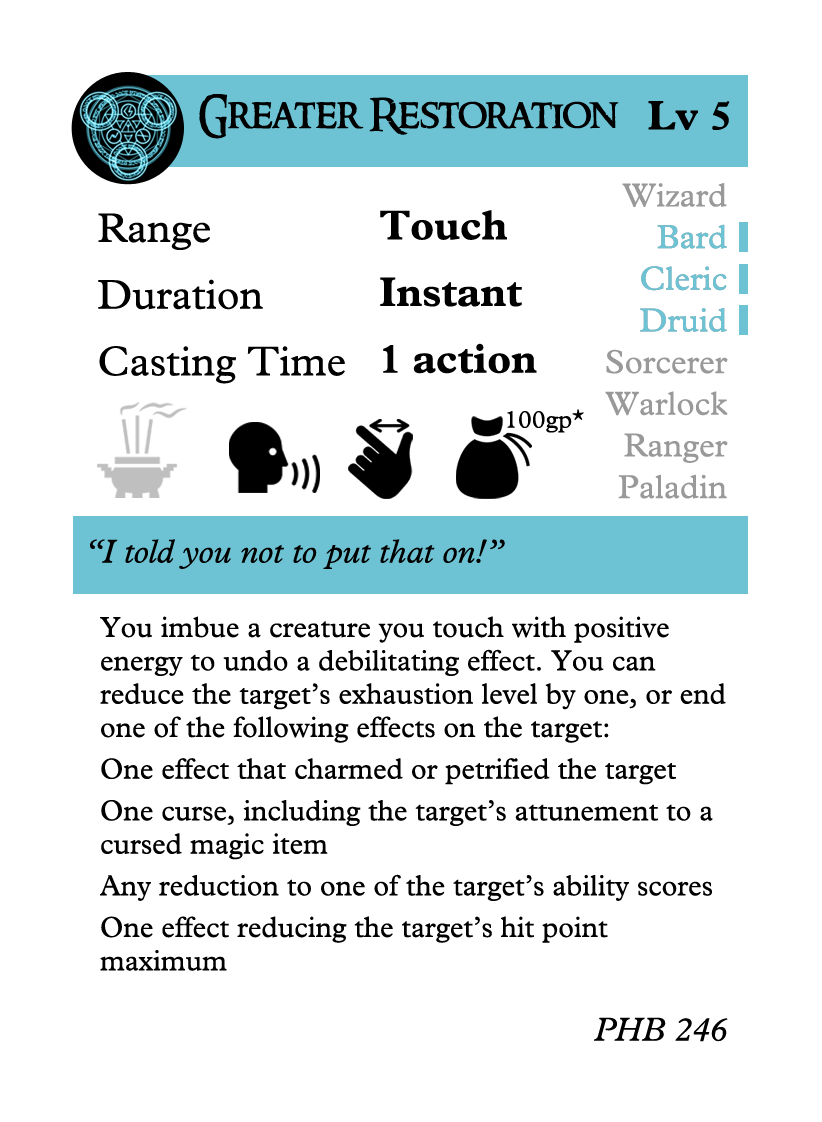 Greater Restoration Lv 5
Wizard
Range Touch
Bard
Cleric
Duration Instant
Druid
Casting Time 1 action
Sorcerer
Warlock
100gp*
Ranger
Paladin
“I told you not to put that on!”
You imbue a creature you touch with positive
energy to undo a debilitating effect. You can
reduce the target’s exhaustion level by one, or end
one of the following effects on the target:
One effect that charmed or petrified the target
One curse, including the target’s attunement to a
cursed magic item
Any reduction to one of the target’s ability scores
One effect reducing the target’s hit point
maximum
PHB 246